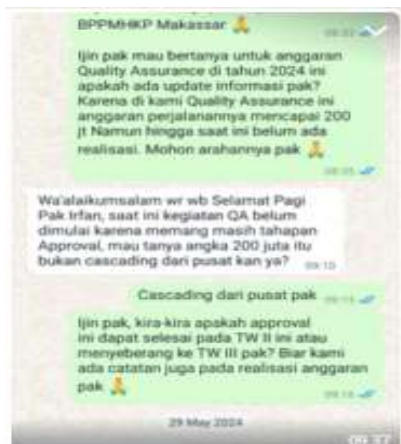 BPPMHKP Makassar 🙏
Ijin pak mau bertanya untuk anggaran
Quality Assurance di tahun 2024 ini
apakah ada update informasi pak?
Karena di kami Quality Assurance ini
anggaran perjalanannya mencapai 200
jt Namun hingga saat ini belum ada
realisasi. Mohon arahannya pak 🙏
Wa'alaikumsalam wr wb Selamat Pagi
Pak Irfan, saat ini kegiatan QA belum
dimulai karena memang masih tahapan
Approval, mau tanya angka 200 juta itu
bukan cascading dari pusat kan ya?
09:10
Cascading dari pusat pak
Ijin pak, kira-kira apakah approval
ini dapat selesai pada TW II ini atau
menyeberang ke TW III pak? Biar kami
ada catatan juga pada realisasi anggaran
pak 🙏
29 May 2024